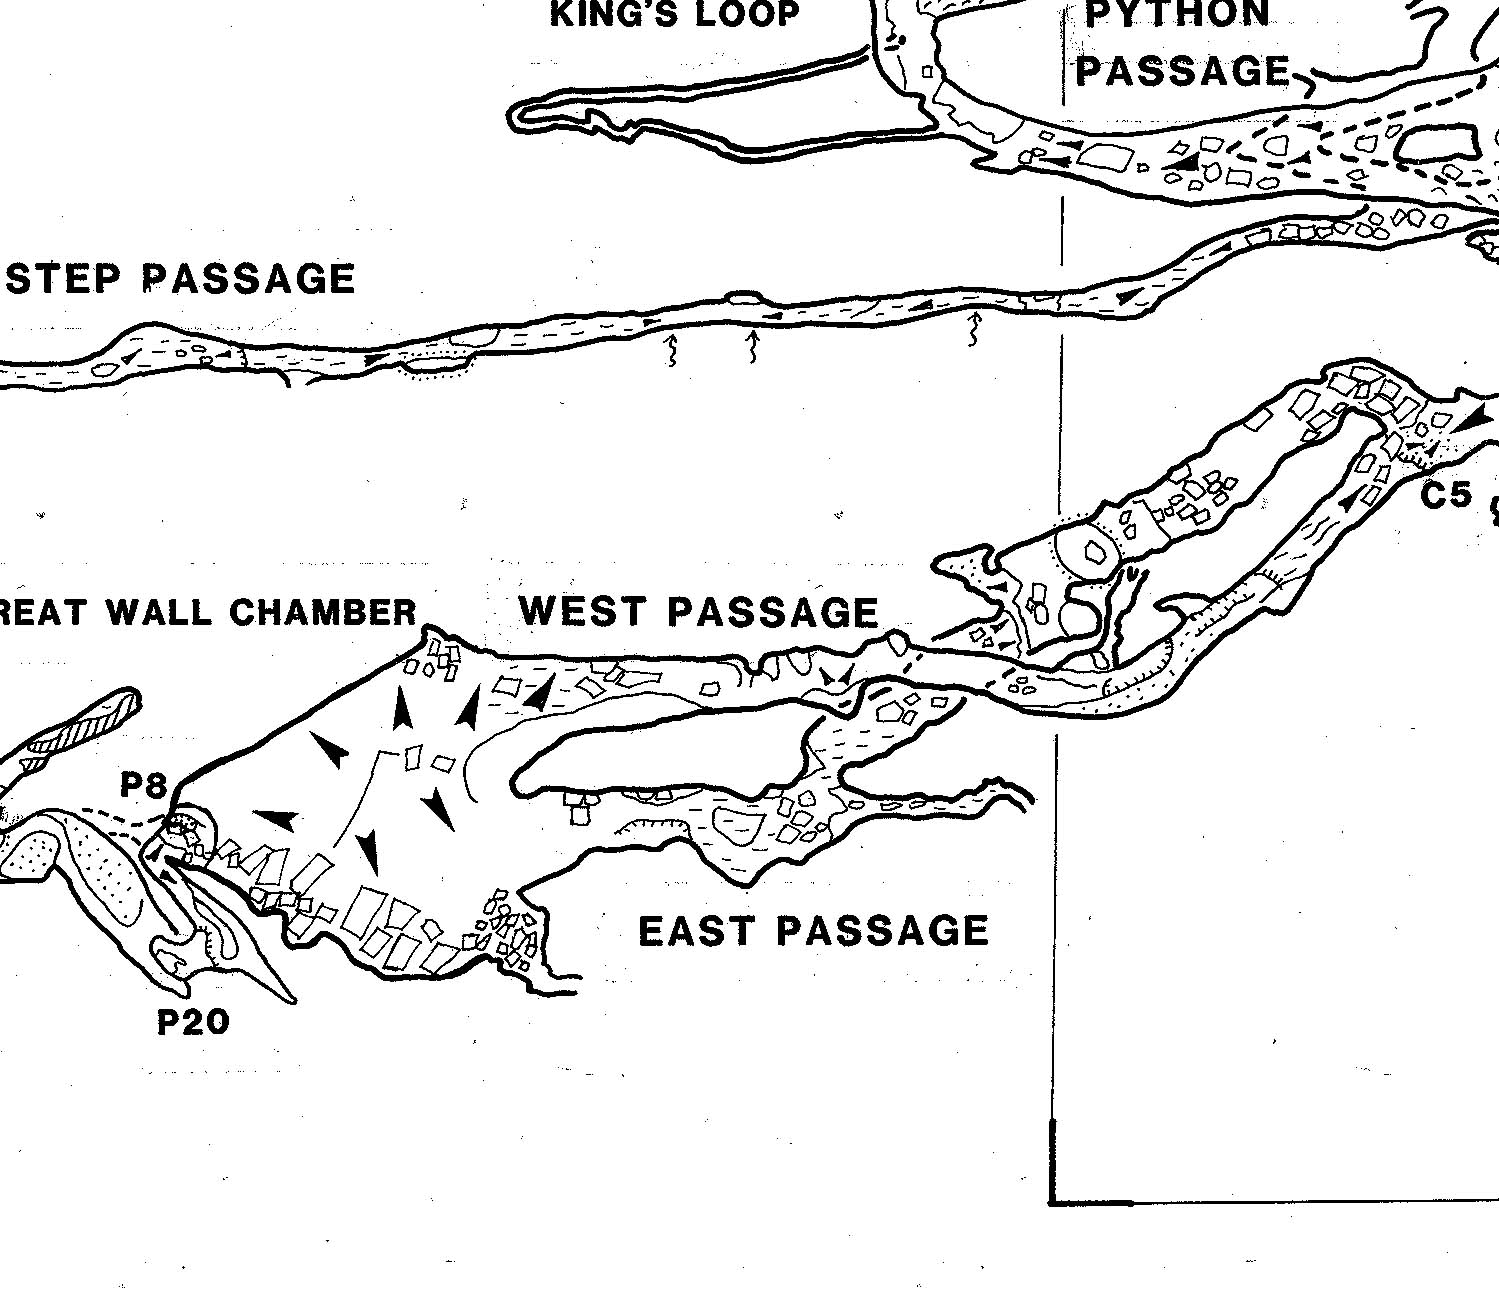 KING'S LOOP
PYTHON
PASSAGE
STEP PASSAGE
C5
REAT WALL CHAMBER
WEST PASSAGE
P8
EAST PASSAGE
P20